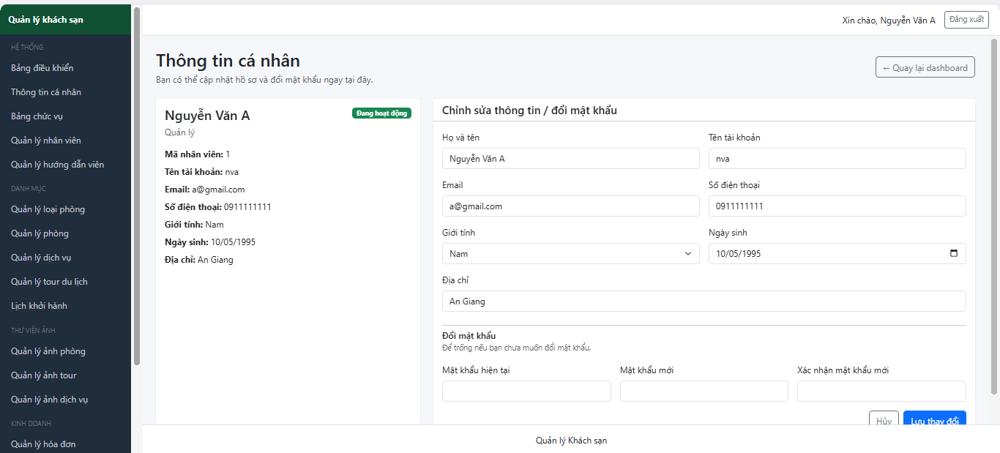 Quản lý khách sạn
HỆ THỐNG
Bảng điều khiển
Thông tin cá nhân
Bảng chức vụ
Quản lý nhân viên
Quản lý hướng dẫn viên
DANH MỤC
Quản lý loại phòng
Quản lý phòng
Quản lý dịch vụ
Quản lý tour du lịch
Lịch khởi hành
THƯ VIỆN ẢNH
Quản lý ảnh phòng
Quản lý ảnh tour
Quản lý ảnh dịch vụ
KINH DOANH
Quản lý hóa đơn
Xin chào, Nguyễn Văn A
Đăng xuất
Thông tin cá nhân
Bạn có thể cập nhật hồ sơ và đổi mật khẩu ngay tại đây.
← Quay lại dashboard
Nguyễn Văn A
Đang hoạt động
Quản lý
Mã nhân viên: 1
Tên tài khoản: nva
Email: a@gmail.com
Số điện thoại: 0911111111
Giới tính: Nam
Ngày sinh: 10/05/1995
Địa chỉ: An Giang
Chỉnh sửa thông tin / đổi mật khẩu
Họ và tên
Nguyễn Văn A
Tên tài khoản
nva
Email
a@gmail.com
Số điện thoại
0911111111
Giới tính
Nam
Ngày sinh
10/05/1995
Địa chỉ
An Giang
Đổi mật khẩu
Để trống nếu bạn chưa muốn đổi mật khẩu.
Mật khẩu hiện tại
Mật khẩu mới
Xác nhận mật khẩu mới
Hủy
Lưu thay đổi
Quản lý Khách sạn